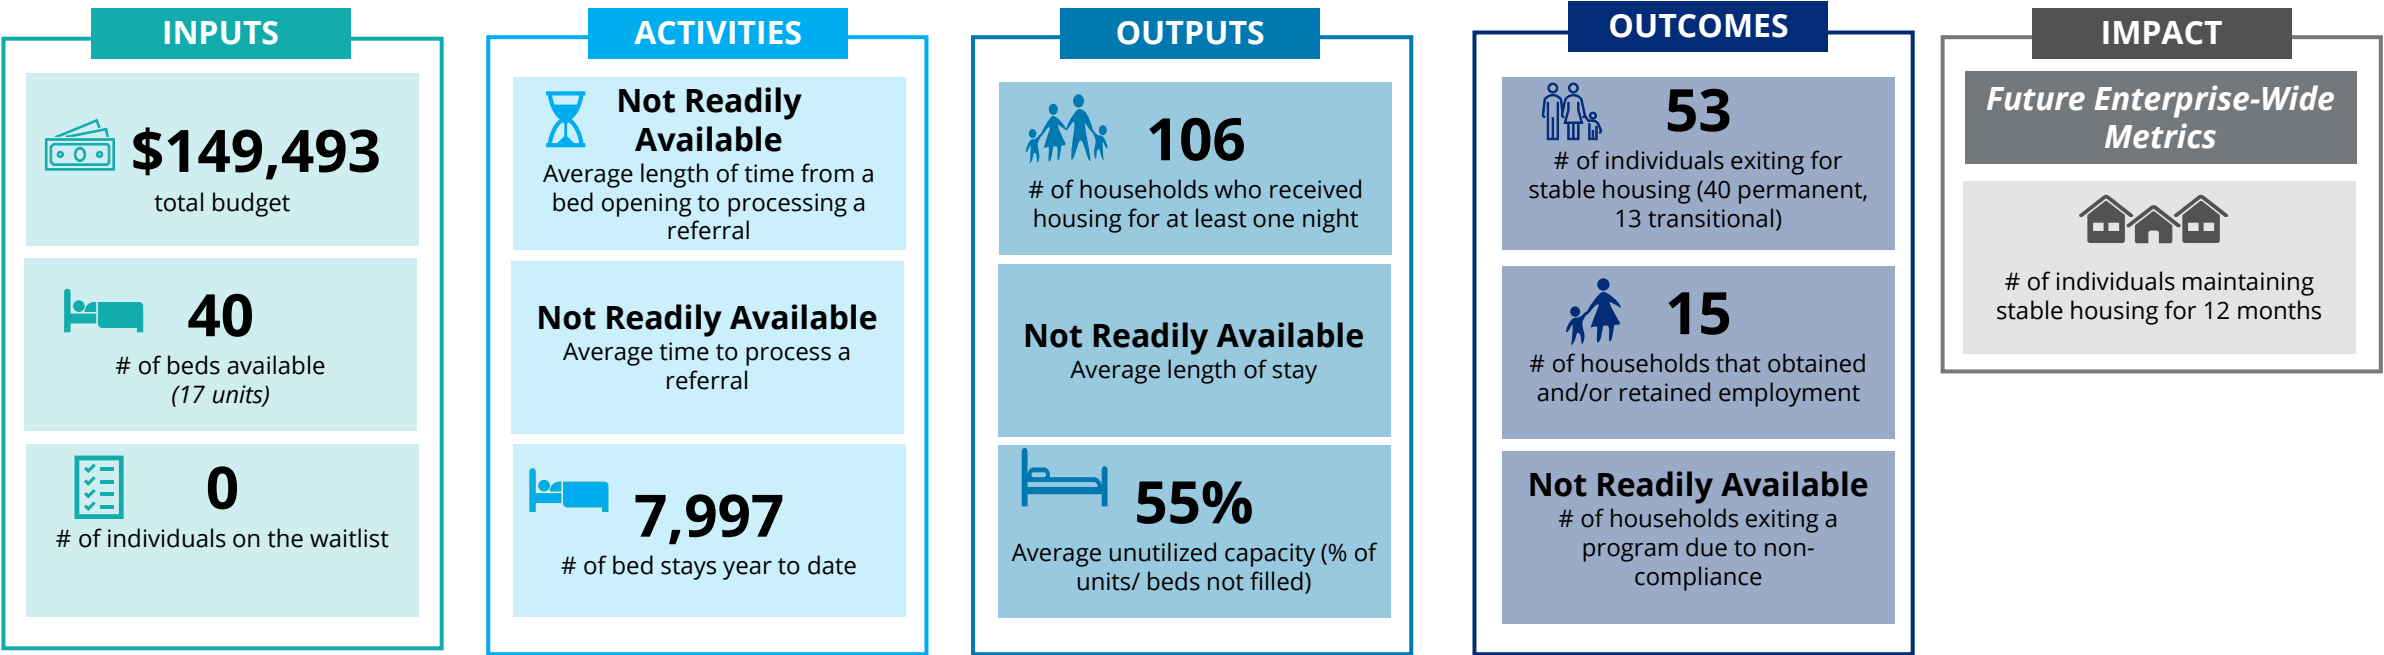 INPUTS
$149,493
total budget
40
# of beds available
(17 units)
0
# of individuals on the waitlist
ACTIVITIES
Not Readily
Available
Average length of time from a
bed opening to processing a
referral
Not Readily Available
Average time to process a
referral
7,997
# of bed stays year to date
OUTPUTS
106
# of households who received
housing for at least one night
Not Readily Available
Average length of stay
55%
Average unutilized capacity (% of
units/ beds not filled)
OUTCOMES
53
# of individuals exiting for
stable housing (40 permanent,
13 transitional)
15
# of households that obtained
and/or retained employment
Not Readily Available
# of households exiting a
program due to non-
compliance
IMPACT
Future Enterprise-Wide
Metrics
# of individuals maintaining
stable housing for 12 months